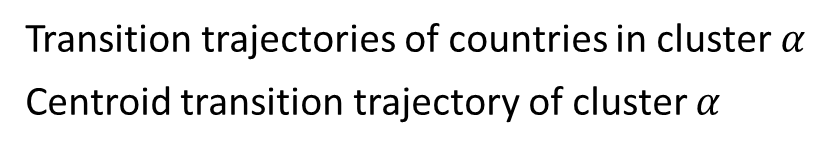 Transition trajectories of countries in cluster α
Centroid transition trajectory of cluster α